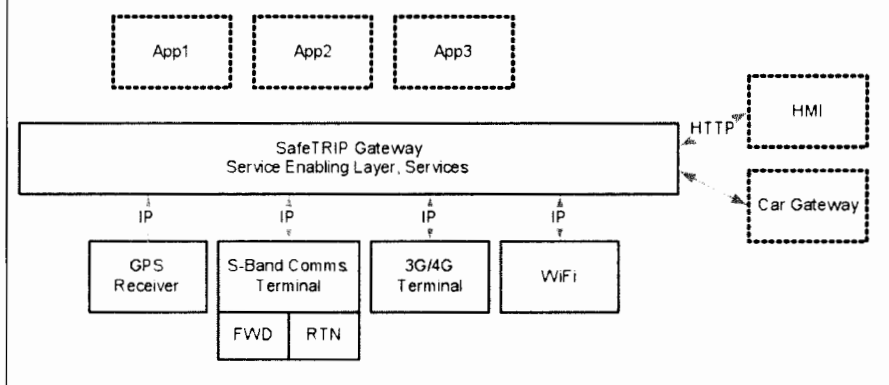 App1
App2
App3
HMI
HTTP
SafeTRIP Gateway
Service Enabling Layer, Services
Car Gateway
IP
IP
IP
IP
GPS
Receiver
S-Band Comms.
Terminal
3G/4G
Terminal
WiFi
FWD
RTN